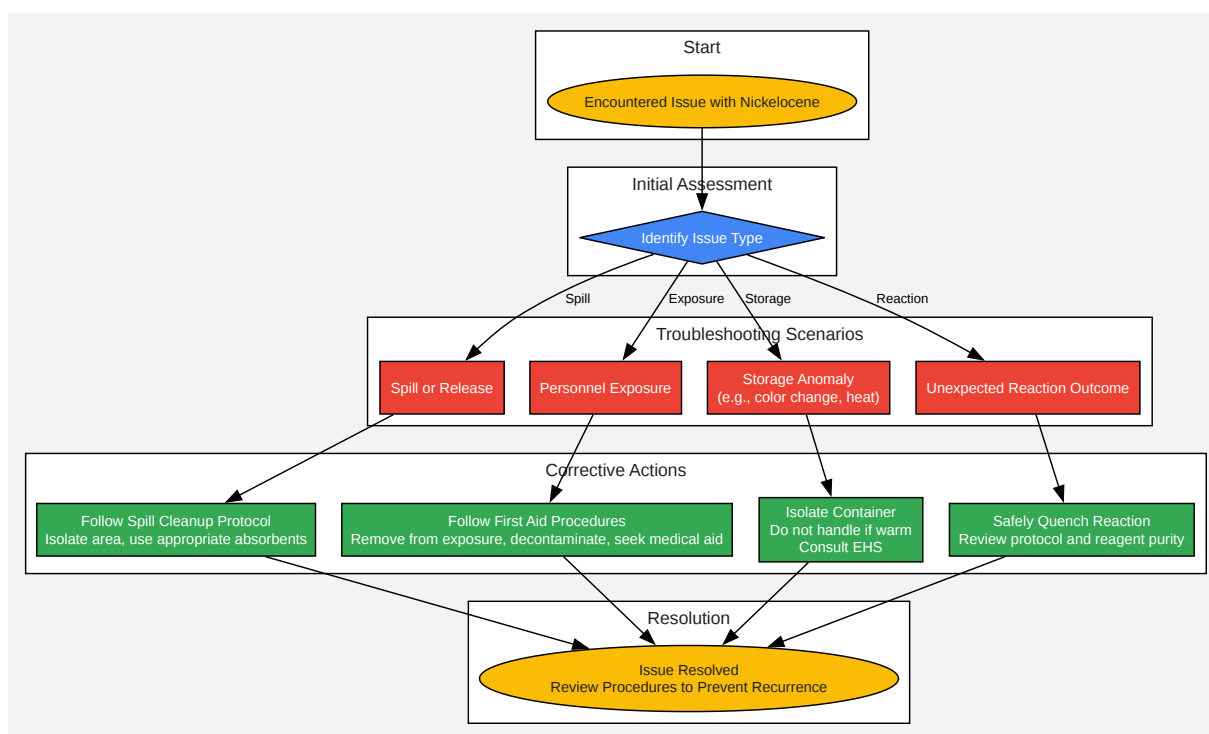 Start
Encountered Issue with Nickelocene
Initial Assessment
Identify Issue Type
Spill
Exposure
Storage
Reaction
Troubleshooting Scenarios
Spill or Release
Personnel Exposure
Storage Anomaly
(e.g., color change, heat)
Unexpected Reaction Outcome
Corrective Actions
Follow Spill Cleanup Protocol
Isolate area, use appropriate absorbents
Follow First Aid Procedures
Remove from exposure, decontaminate, seek medical aid
Isolate Container
Do not handle if warm
Consult EHS
Safely Quench Reaction
Review protocol and reagent purity
Resolution
Issue Resolved
Review Procedures to Prevent Recurrence